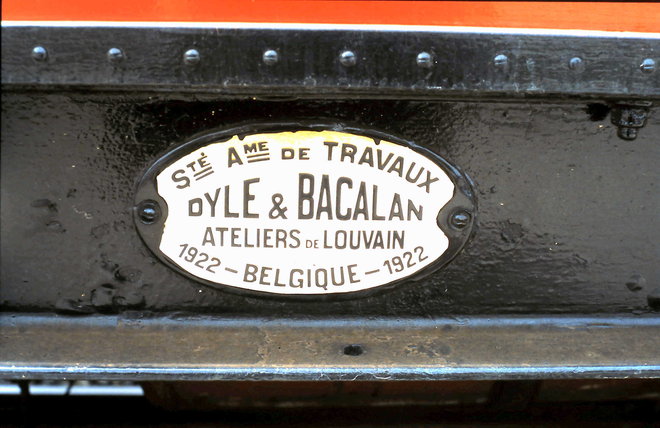 STÉ AME DE TRAVAUX
DYLE & BACALAN
ATELIERS DE LOUVAIN
1922 - BELGIQUE - 1922